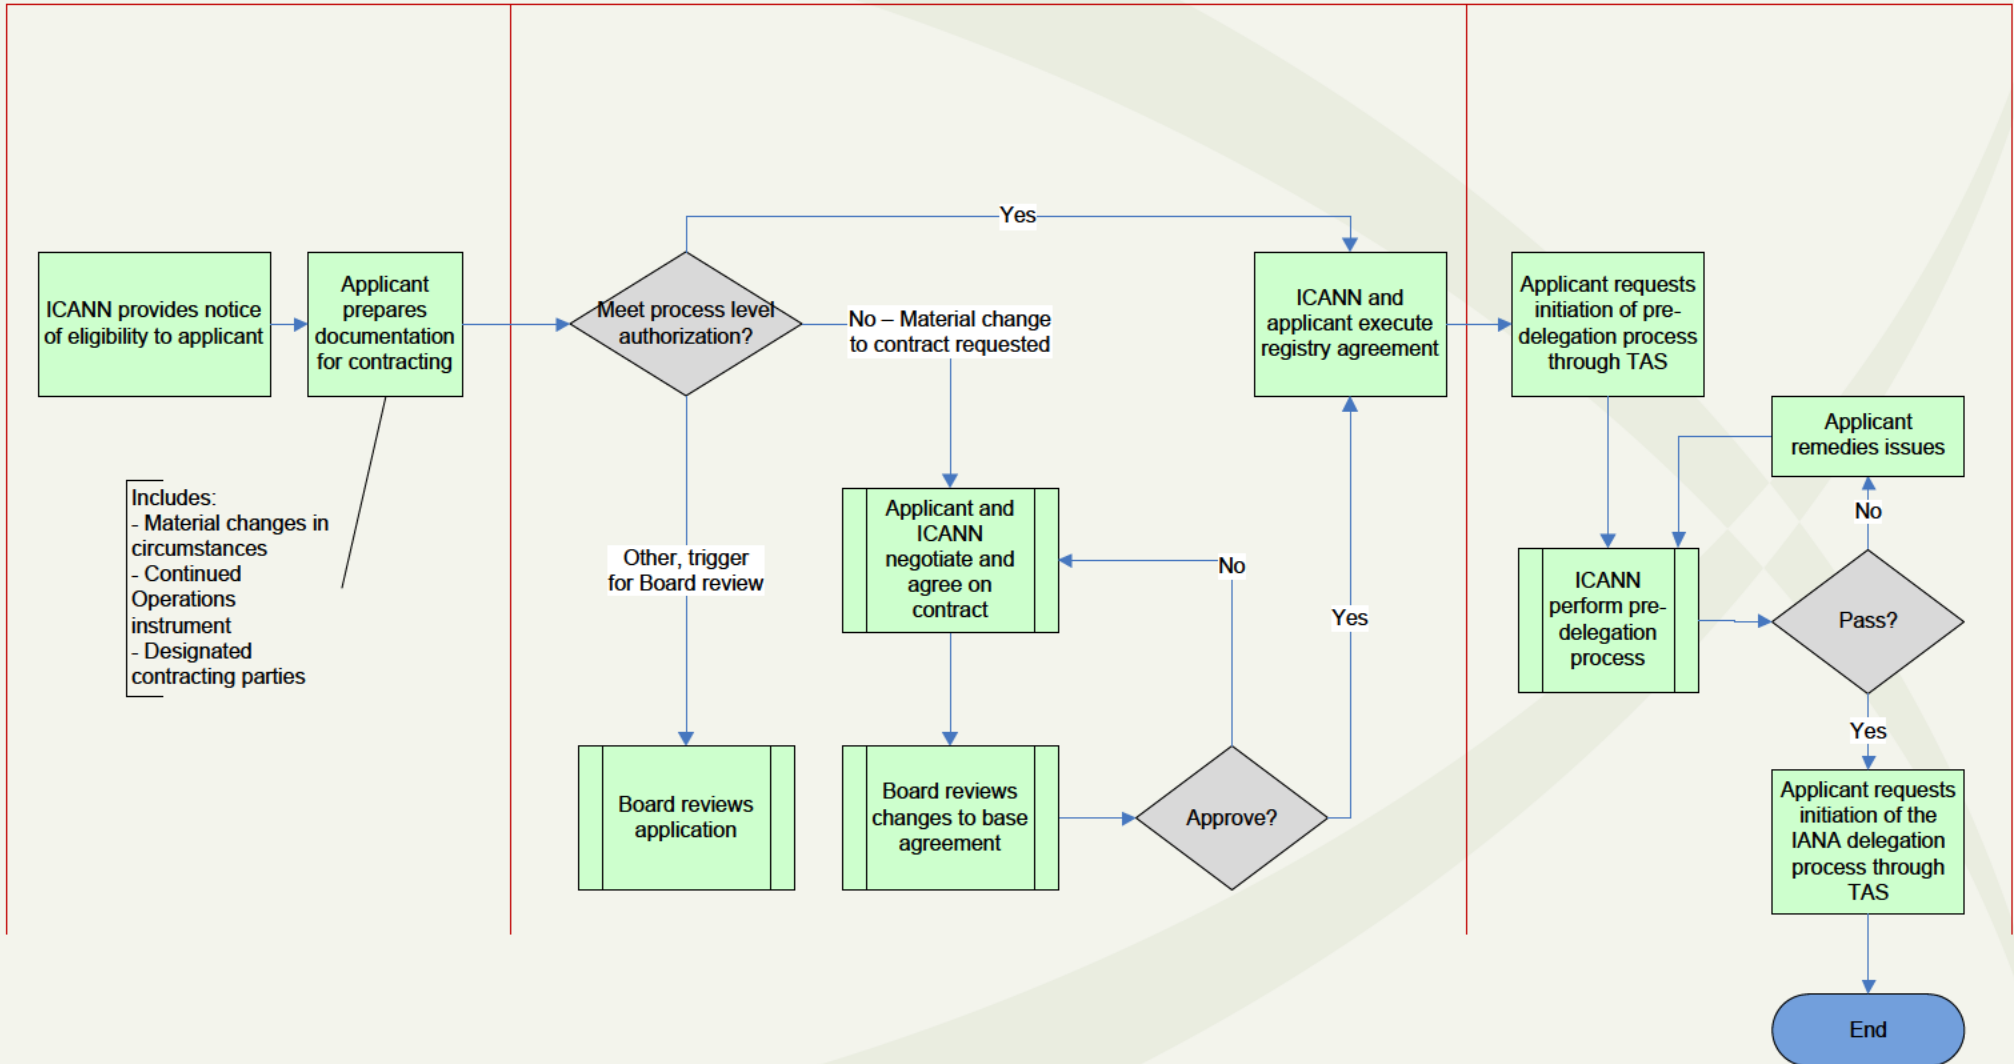 ICANN provides notice
of eligibility to applicant
Applicant
prepares
documentation
for contracting
Includes:
- Material changes in
circumstances
- Continued
Operations
instrument
- Designated
contracting parties
Meet process level
authorization?
Yes
No – Material change
to contract requested
Other, trigger
for Board review
Board reviews
application
Applicant and
ICANN
negotiate and
agree on
contract
Board reviews
changes to base
agreement
Approve?
No
Yes
ICANN and
applicant execute
registry agreement
Applicant requests
initiation of pre-
delegation process
through TAS
ICANN
perform pre-
delegation
process
Pass?
No
Applicant
remedies issues
Yes
Applicant requests
initiation of the
IANA delegation
process through
TAS
End